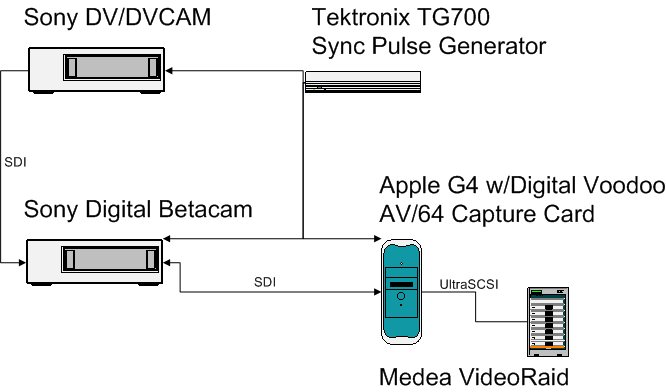 Sony DV/DVCAM
Tektronix TG700
Sync Pulse Generator
SDI
Apple G4 w/Digital Voodoo
AV/64 Capture Card
Sony Digital Betacam
SDI
UltraSCSI
Medea VideoRaid